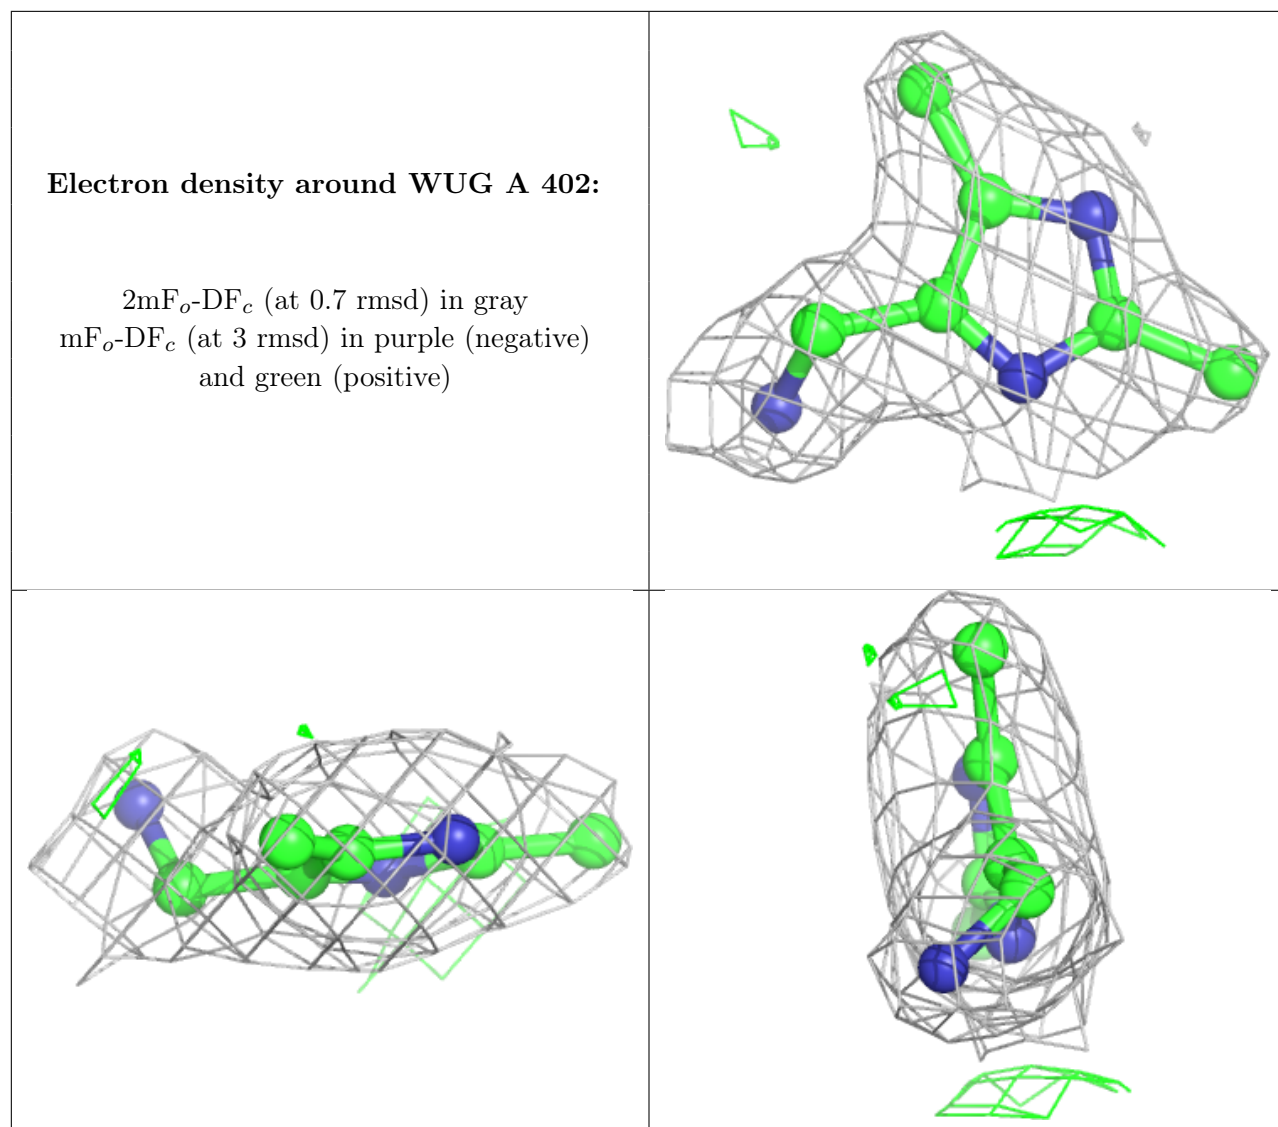 Electron density around WUG A 402:
2mFo-DFc (at 0.7 rmsd) in gray
mFo-DFc (at 3 rmsd) in purple (negative)
and green (positive)